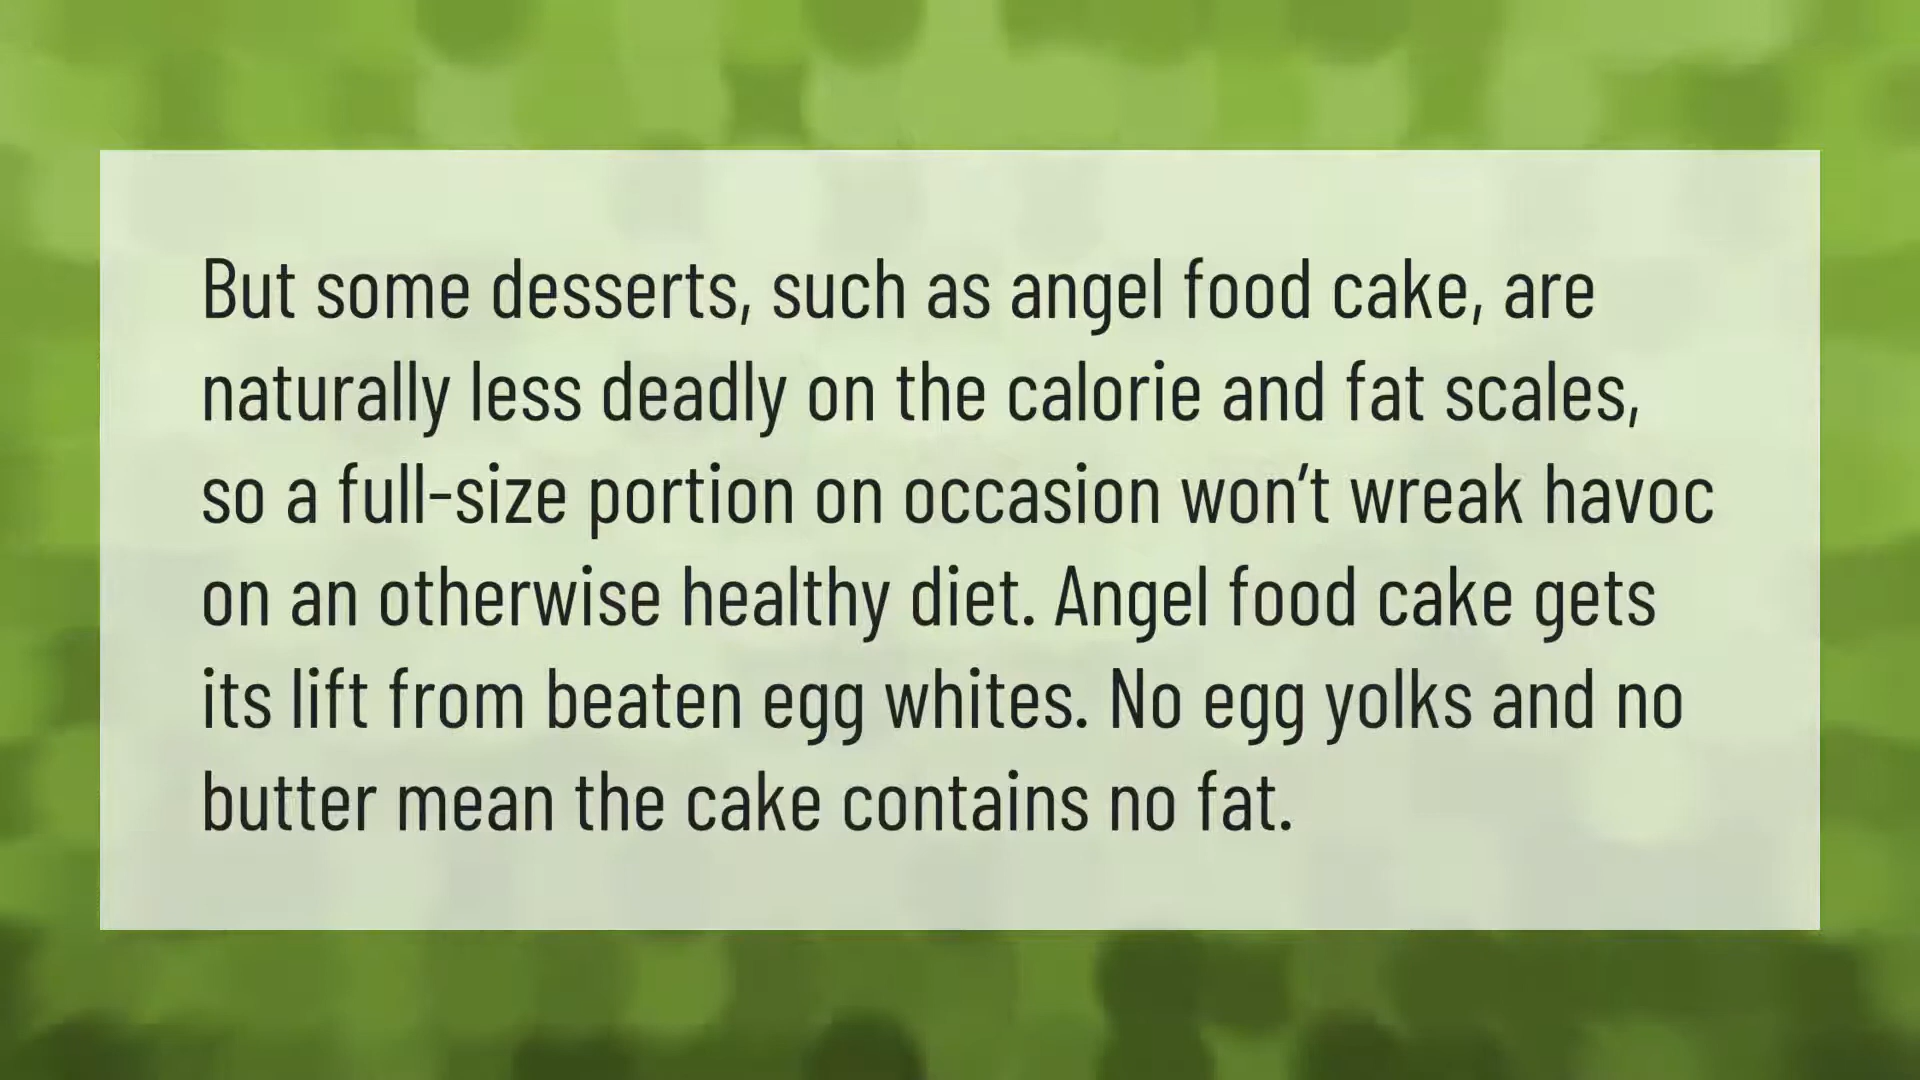 But some desserts, such as angel food cake, are
naturally less deadly on the calorie and fat scales,
so a full-size portion on occasion won’t wreak havoc
on an otherwise healthy diet. Angel food cake gets
its lift from beaten egg whites. No egg yolks and no
butter mean the cake contains no fat.